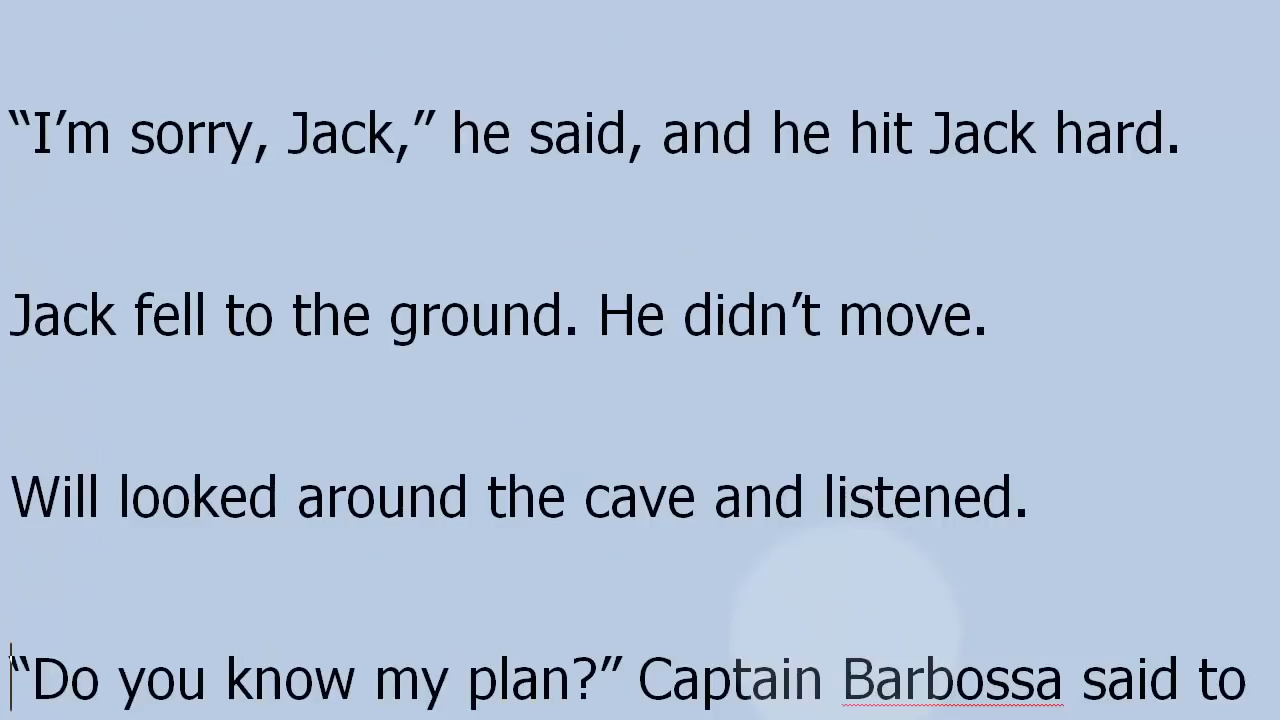 “I’m sorry, Jack,” he said, and he hit Jack hard.
Jack fell to the ground. He didn’t move.
Will looked around the cave and listened.
“Do you know my plan?” Captain Barbossa said to